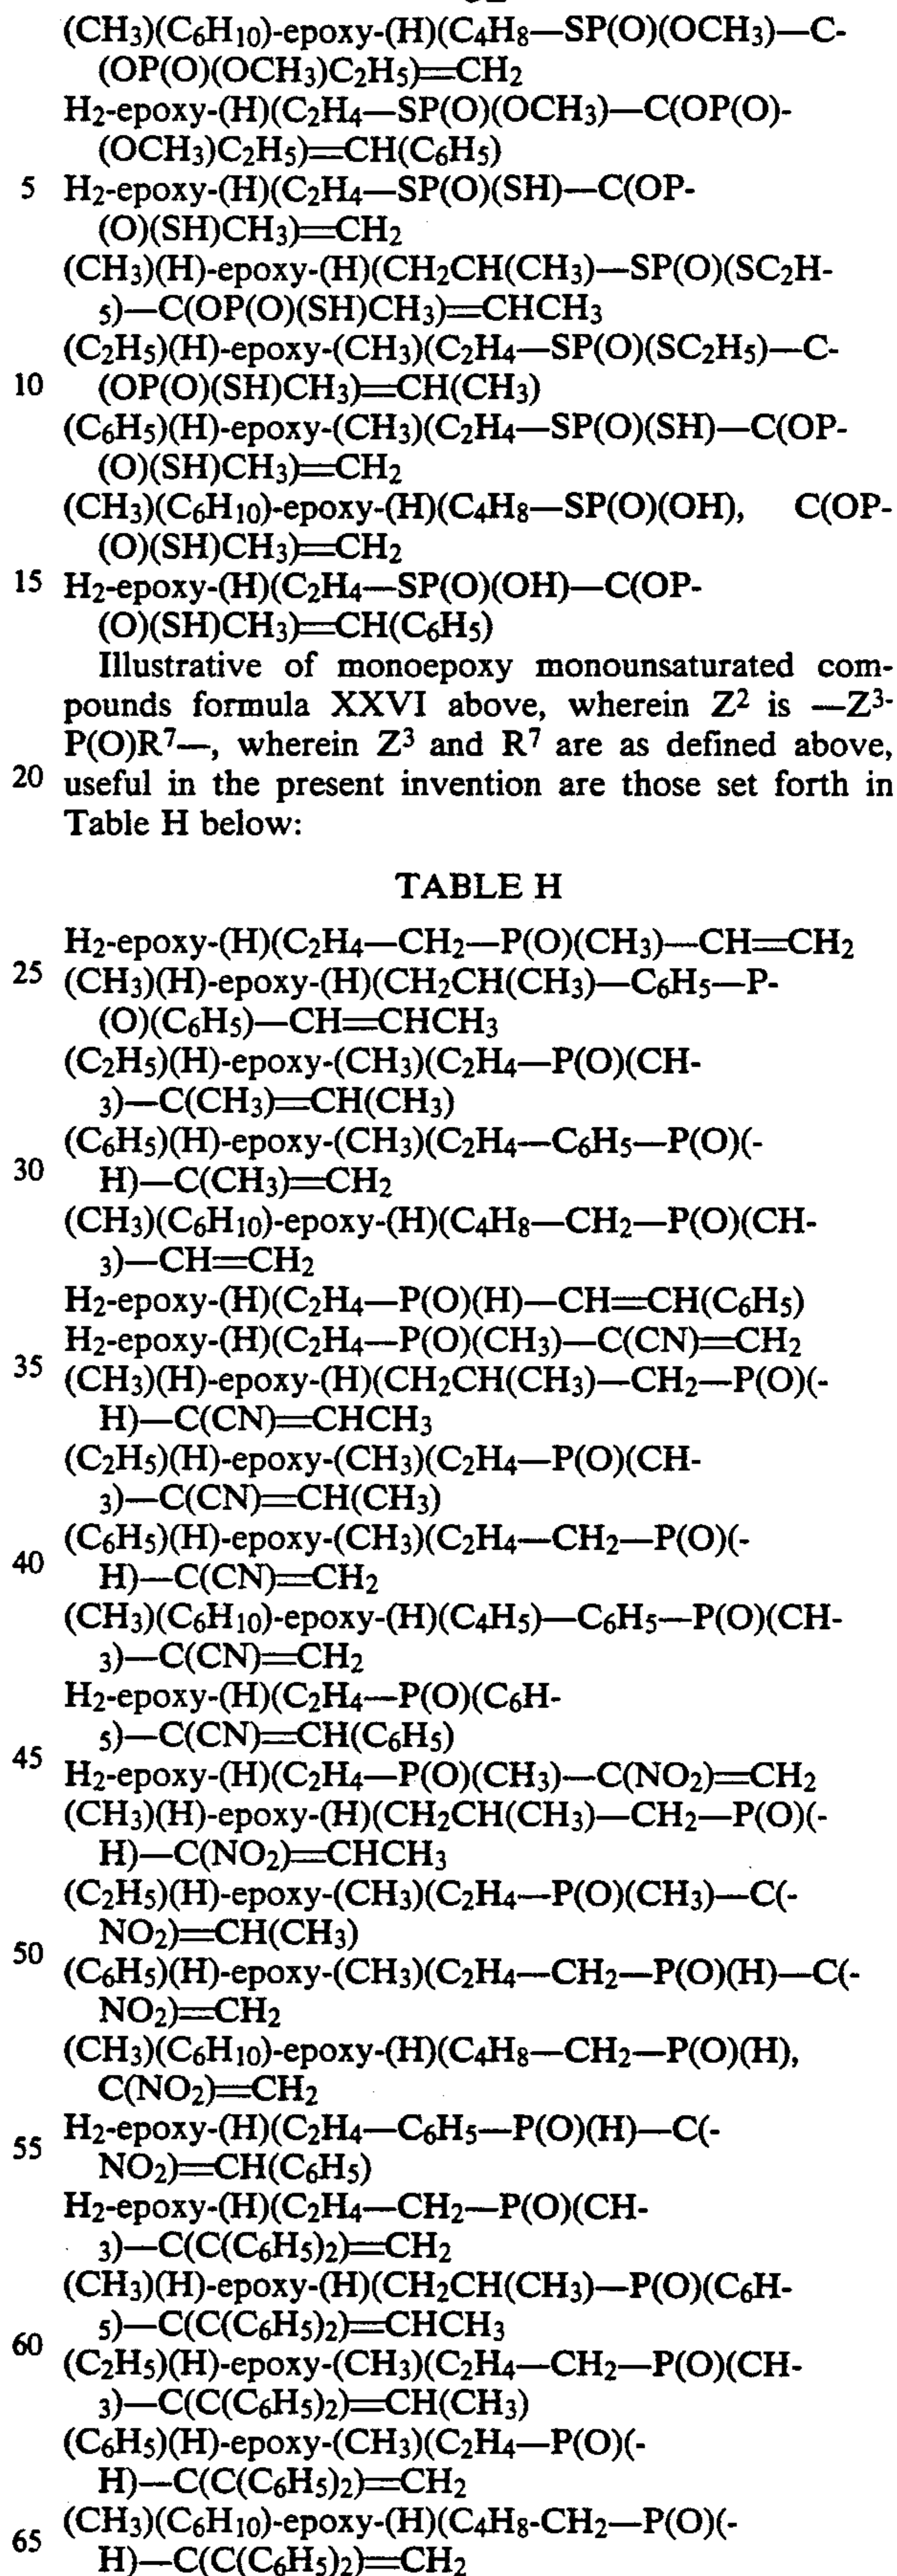 (CH3)(C6H10)-epoxy-(H)(C4H8—SP(O)(OCH3)—C-
(OP(O)(OCH3)C2H5)═CH2
H2-epoxy-(H)(C2H4—SP(O)(OCH3)—C(OP(O)-
(OCH3)C2H5)═CH(C6H5)
5 H2-epoxy-(H)(C2H4—SP(O)(SH)—C(OP-
(O)(SH)CH3)═CH2
(CH3)(H)-epoxy-(H)(CH2CH(CH3)—SP(O)(SC2H-
5)—C(OP(O)(SH)CH3)═CHCH3
(C2H5)(H)-epoxy-(CH3)(C2H4—SP(O)(SC2H5)—C-
10 (OP(O)(SH)CH3)═CH(CH3)
(C6H5)(H)-epoxy-(CH3)(C2H4—SP(O)(SH)—C(OP-
(O)(SH)CH3)═CH2
(CH3)(C6H10)-epoxy-(H)(C4H8—SP(O)(OH), C(OP-
(O)(SH)CH3)═CH2
15 H2-epoxy-(H)(C2H4—SP(O)(OH)—C(OP-
(O)(SH)CH3)═CH(C6H5)
Illustrative of monoepoxy monounsaturated com-
pounds formula XXVI above, wherein Z2 is —Z3-
P(O)R7—, wherein Z3 and R7 are as defined above,
20 useful in the present invention are those set forth in
Table H below:
TABLE H
H2-epoxy-(H)(C2H4—CH2—P(O)(CH3)—CH═CH2
25 (CH3)(H)-epoxy-(H)(CH2CH(CH3)—C6H5—P-
(O)(C6H5)—CH═CHCH3
(C2H5)(H)-epoxy-(CH3)(C2H4—P(O)(CH-
3)—C(CH3)═CH(CH3)
(C6H5)(H)-epoxy-(CH3)(C2H4—C6H5—P(O)(-
30 H)—C(CH3)═CH2
(CH3)(C6H10)-epoxy-(H)(C4H8—CH2—P(O)(CH-
3)—CH═CH2
H2-epoxy-(H)(C2H4—P(O)(H)—CH═CH(C6H5)
H2-epoxy-(H)(C2H4—P(O)(CH3)—C(CN)═CH2
35 (CH3)(H)-epoxy-(H)(CH2CH(CH3)—CH2—P(O)(-
H)—C(CN)═CHCH3
(C2H5)(H)-epoxy-(CH3)(C2H4—P(O)(CH-
3)—C(CN)═CH(CH3)
(C6H5)(H)-epoxy-(CH3)(C2H4—CH2—P(O)(-
40 H)—C(CN)═CH2
(CH3)(C6H10)-epoxy-(H)(C4H5)—C6H5—P(O)(CH-
3)—C(CN)═CH2
H2-epoxy-(H)(C2H4—P(O)(C6H-
5)—C(CN)═CH(C6H5)
45 H2-epoxy-(H)(C2H4—P(O)(CH3)—C(NO2)═CH2
(CH3)(H)-epoxy-(H)(CH2CH(CH3)—CH2—P(O)(-
H)—C(NO2)═CHCH3
(C2H5)(H)-epoxy-(CH3)(C2H4—P(O)(CH3)—C(-
NO2)═CH(CH3)
50 (C6H5)(H)-epoxy-(CH3)(C2H4—CH2—P(O)(H)—C(-
NO2)═CH2
(CH3)(C6H10)-epoxy-(H)(C4H8—CH2—P(O)(H),
C(NO2)═CH2
55 H2-epoxy-(H)(C2H4—C6H5—P(O)(H)—C(-
NO2)═CH(C6H5)
H2-epoxy-(H)(C2H4—CH2—P(O)(CH-
3)—C(C(C6H5)2)═CH2
(CH3)(H)-epoxy-(H)(CH2CH(CH3)—P(O)(C6H-
5)—C(C(C6H5)2)═CHCH3
60 (C2H5)(H)-epoxy-(CH3)(C2H4—CH2—P(O)(CH-
3)—C(C(C6H5)2)═CH(CH3)
(C6H5)(H)-epoxy-(CH3)(C2H4—P(O)(-
H)—C(C(C6H5)2)═CH2
(CH3)(C6H10)-epoxy-(H)(C4H8-CH2—P(O)(-
65 H)—C(C(C6H5)2)═CH2